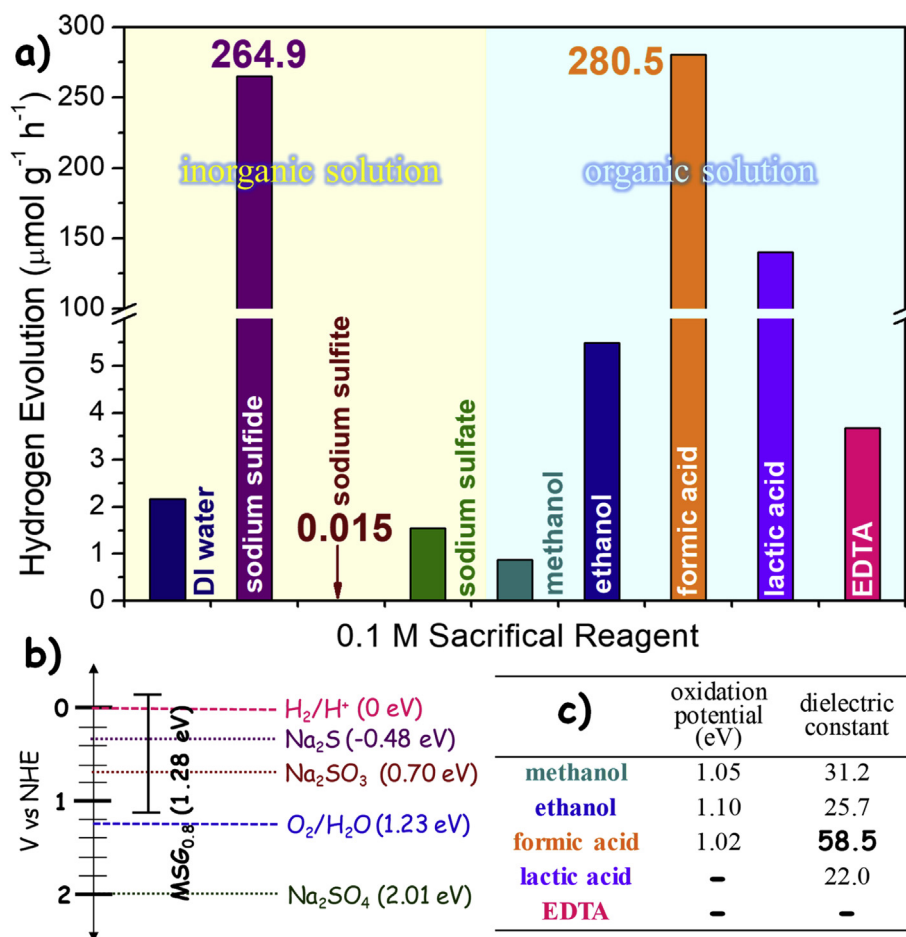 a)
300
250
200
150
100
5
4
3
2
1
0
Hydrogen Evolution (μmol g⁻¹ h⁻¹)
264.9
280.5
inorganic solution
organic solution
DI water
sodium sulfide
0.015
sodium sulfite
sodium sulfate
methanol
ethanol
formic acid
lactic acid
EDTA
0.1 M Sacrifical Reagent
b)
V vs NHE
0
1
2
MSG₀.₈ (1.28 eV)
H₂/H⁺ (0 eV)
Na₂S (-0.48 eV)
Na₂SO₃ (0.70 eV)
O₂/H₂O (1.23 eV)
Na₂SO₄ (2.01 eV)
c)
oxidation potential (eV)
dielectric constant
methanol 1.05 31.2
ethanol 1.10 25.7
formic acid 1.02 58.5
lactic acid - 22.0
EDTA - -